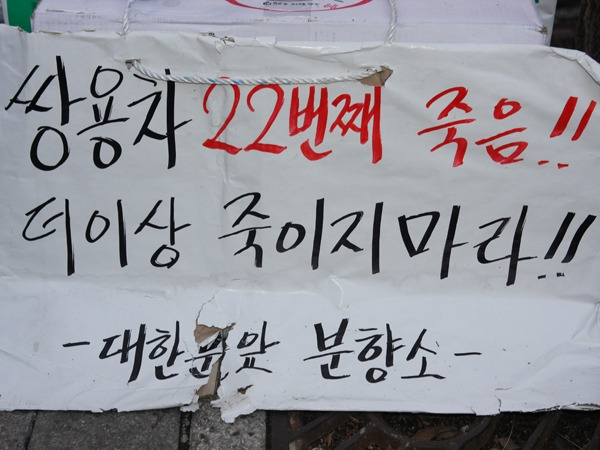 쌍용차 22번째 죽음!!
더이상 죽이지마라!!
-대한문앞 분향소-